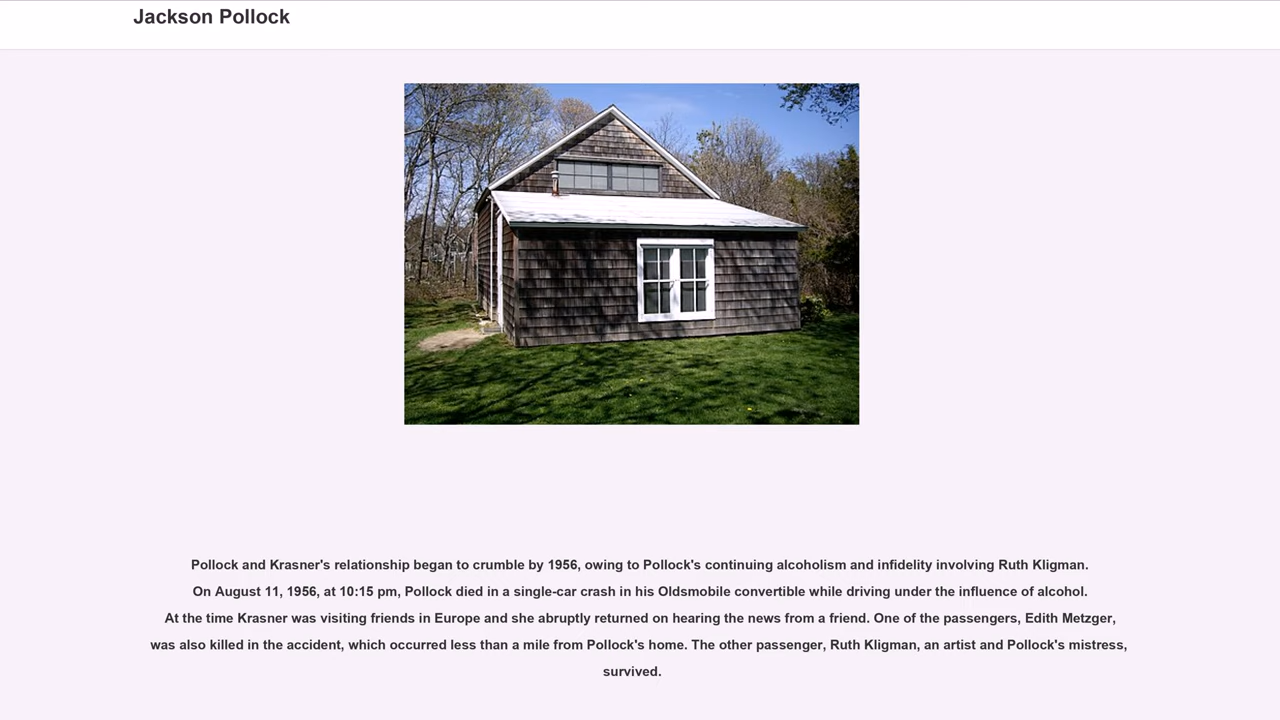 Jackson Pollock
Pollock and Krasner's relationship began to crumble by 1956, owing to Pollock's continuing alcoholism and infidelity involving Ruth Kligman.
On August 11, 1956, at 10:15 pm, Pollock died in a single-car crash in his Oldsmobile convertible while driving under the influence of alcohol.
At the time Krasner was visiting friends in Europe and she abruptly returned on hearing the news from a friend. One of the passengers, Edith Metzger,
was also killed in the accident, which occurred less than a mile from Pollock's home. The other passenger, Ruth Kligman, an artist and Pollock's mistress,
survived.